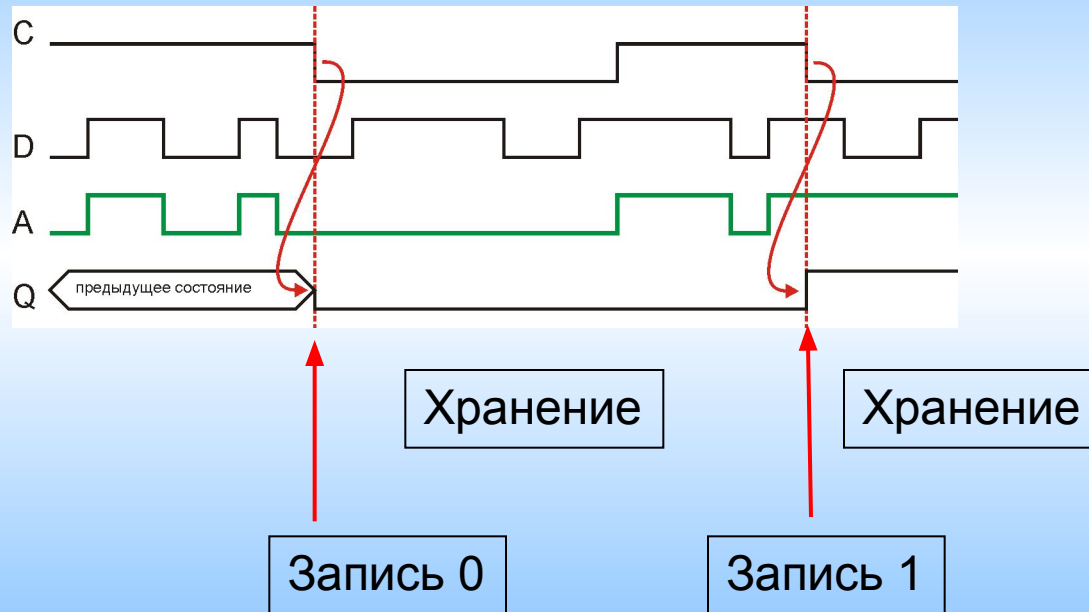 C
D
A
Q
предыдущее состояние
Хранение
Хранение
Запись 0
Запись 1